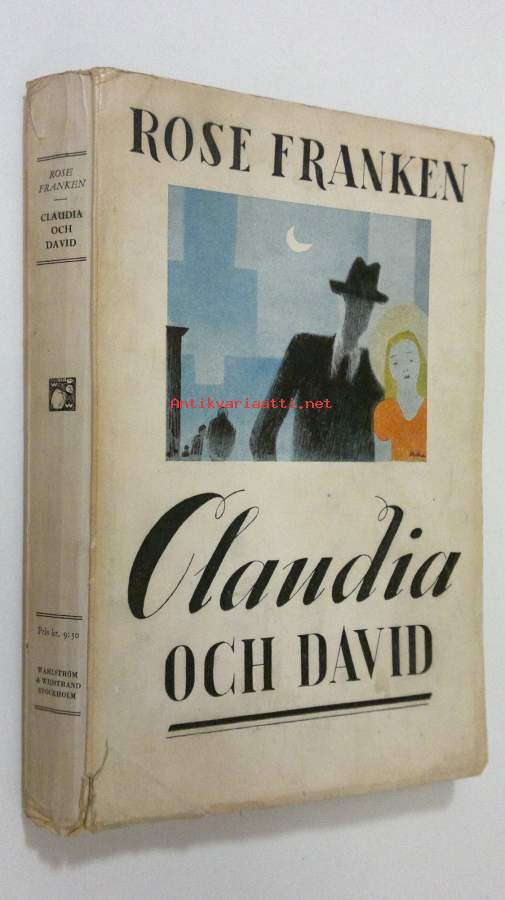 ROSE FRANKEN
Claudia
OCH DAVID
ROSE
FRANKEN
CLAUDIA
OCH
DAVID
Pris kr. 9:50
WAHLSTRÖM
& WIDSTRAND
STOCKHOLM
Antikvariaatti.net